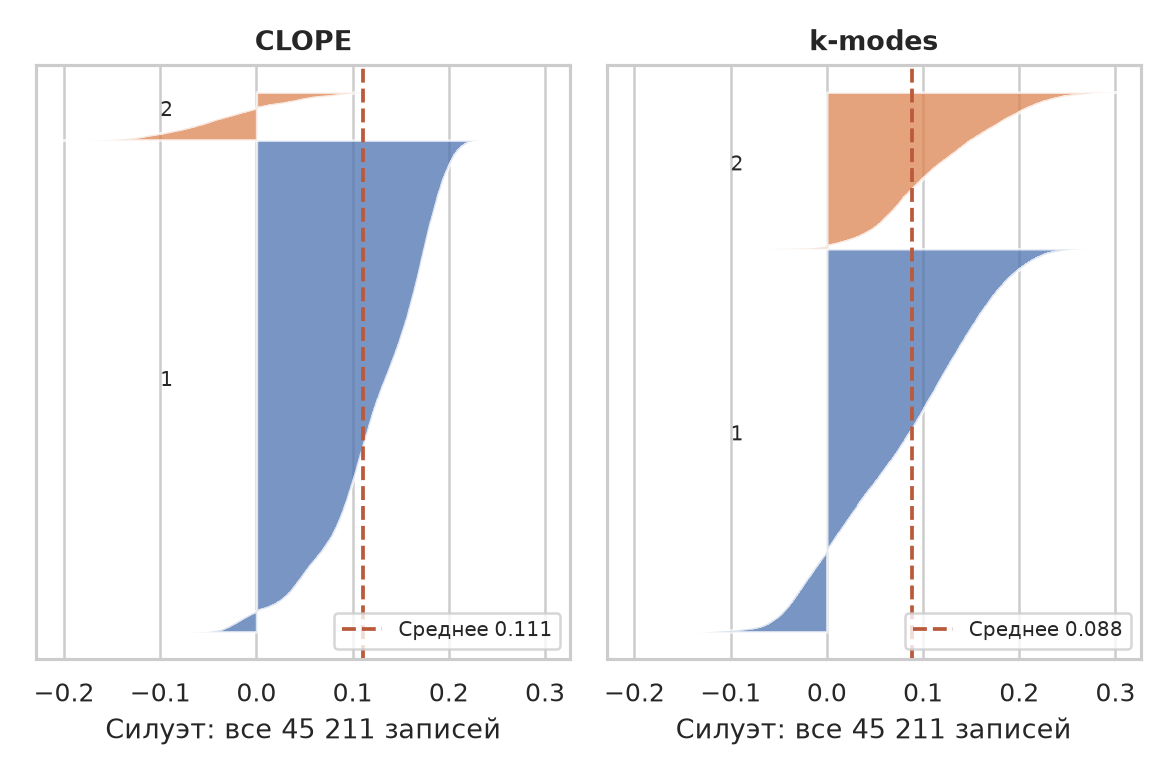 CLOPE
2
1
Среднее 0.111
−0.2 −0.1 0.0 0.1 0.2 0.3
Силуэт: все 45 211 записей
k-modes
2
1
Среднее 0.088
−0.2 −0.1 0.0 0.1 0.2 0.3
Силуэт: все 45 211 записей